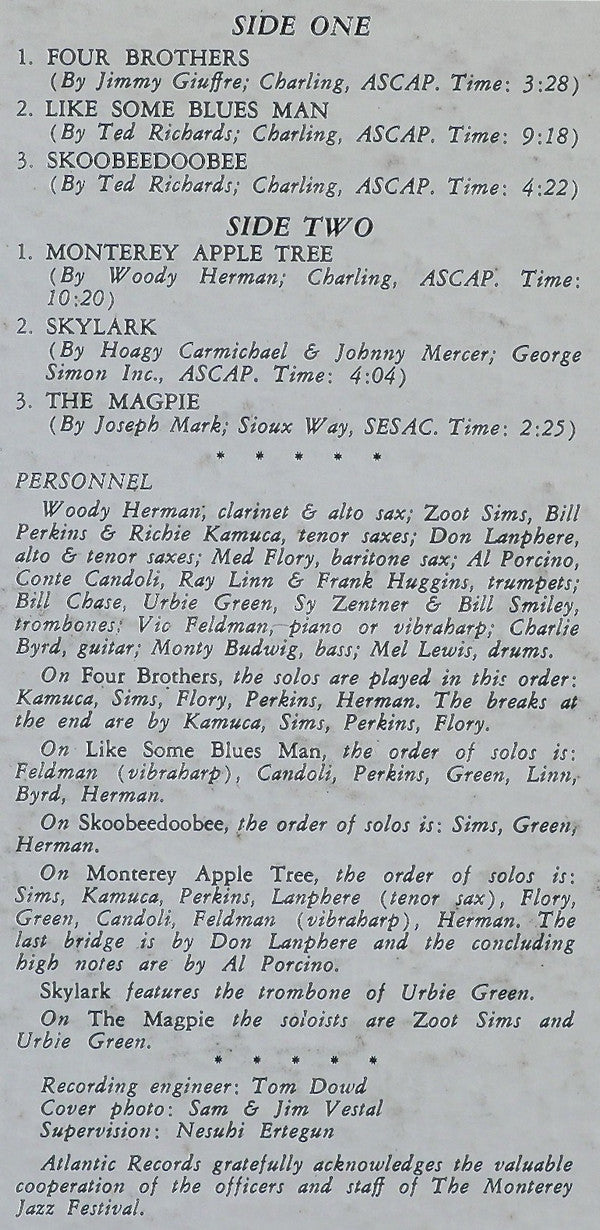 SIDE ONE
1. FOUR BROTHERS
(By Jimmy Giuffre; Charling, ASCAP. Time: 3:28)
2. LIKE SOME BLUES MAN
(By Ted Richards; Charling, ASCAP. Time: 9:18)
3. SKOOBEEDOOBEE
(By Ted Richards; Charling, ASCAP. Time: 4:22)
SIDE TWO
1. MONTEREY APPLE TREE
(By Woody Herman; Charling, ASCAP. Time:
10:20)
2. SKYLARK
(By Hoagy Carmichael & Johnny Mercer; George
Simon Inc., ASCAP. Time: 4:04)
3. THE MAGPIE
(By Joseph Mark; Sioux Way, SESAC. Time: 2:25)
* * * * *
PERSONNEL
Woody Herman, clarinet & alto sax; Zoot Sims, Bill
Perkins & Richie Kamuca, tenor saxes; Don Lanphere,
alto & tenor saxes; Med Flory, baritone sax; Al Porcino,
Conte Candoli, Ray Linn & Frank Huggins, trumpets;
Bill Chase, Urbie Green, Sy Zentner & Bill Smiley,
trombones; Vic Feldman, piano or vibraharp; Charlie
Byrd, guitar; Monty Budwig, bass; Mel Lewis, drums.
On Four Brothers, the solos are played in this order:
Kamuca, Sims, Flory, Perkins, Herman. The breaks at
the end are by Kamuca, Sims, Perkins, Flory.
On Like Some Blues Man, the order of solos is:
Feldman (vibraharp), Candoli, Perkins, Green, Linn,
Byrd, Herman.
On Skoobeedoobee, the order of solos is: Sims, Green,
Herman.
On Monterey Apple Tree, the order of solos is:
Sims, Kamuca, Perkins, Lanphere (tenor sax), Flory,
Green, Candoli, Feldman (vibraharp), Herman. The
last bridge is by Don Lanphere and the concluding
high notes are by Al Porcino.
Skylark features the trombone of Urbie Green.
On The Magpie the soloists are Zoot Sims and
Urbie Green.
* * * * *
Recording engineer: Tom Dowd
Cover photo: Sam & Jim Vestal
Supervision: Nesuhi Ertegun
Atlantic Records gratefully acknowledges the valuable
cooperation of the officers and staff of The Monterey
Jazz Festival.